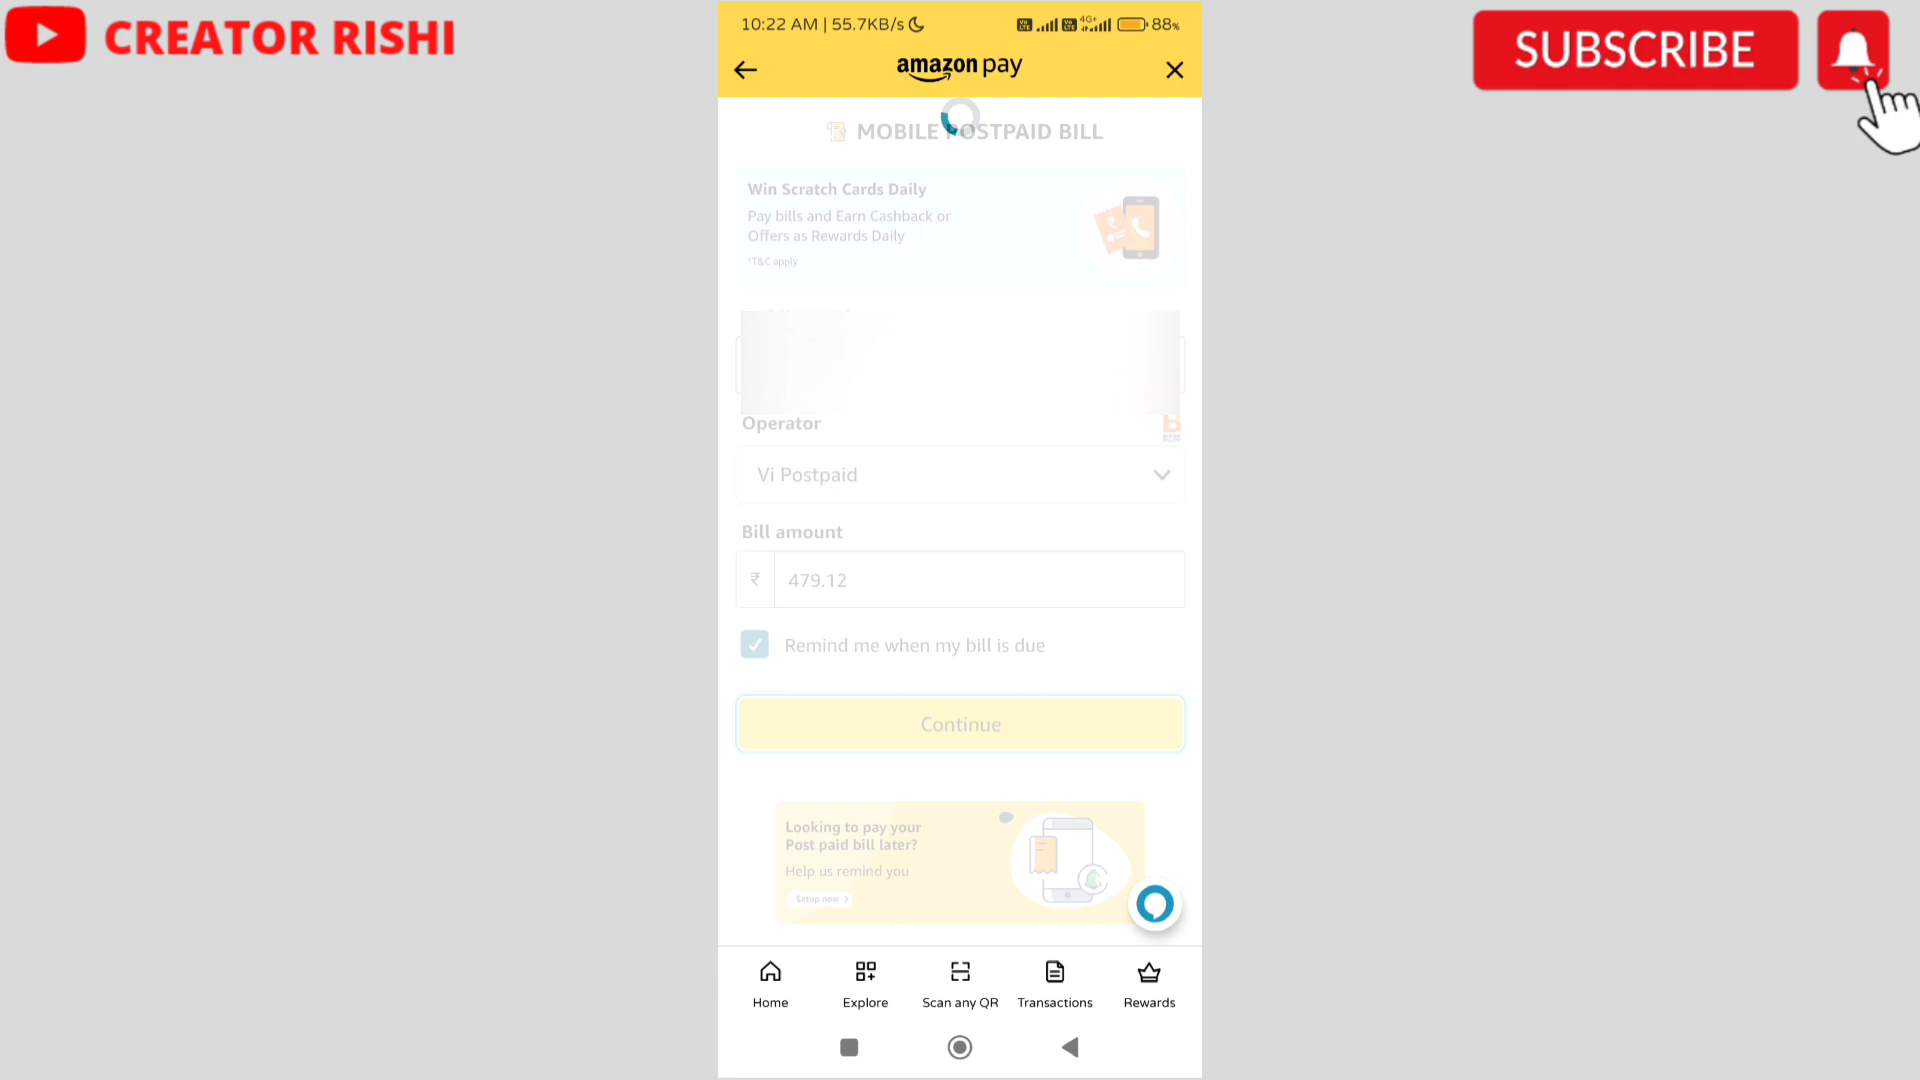 CREATOR RISHI
SUBSCRIBE
10:22 AM | 55.7KB/s
4G+
88%
amazon pay
MOBILE POSTPAID BILL
Win Scratch Cards Daily
Pay bills and Earn Cashback or
Offers as Rewards Daily
*T&C apply
Operator
Vi Postpaid
Bill amount
₹ 479.12
Remind me when my bill is due
Continue
Looking to pay your
Post paid bill later?
Help us remind you
Setup now >
Home
Explore
Scan any QR
Transactions
Rewards